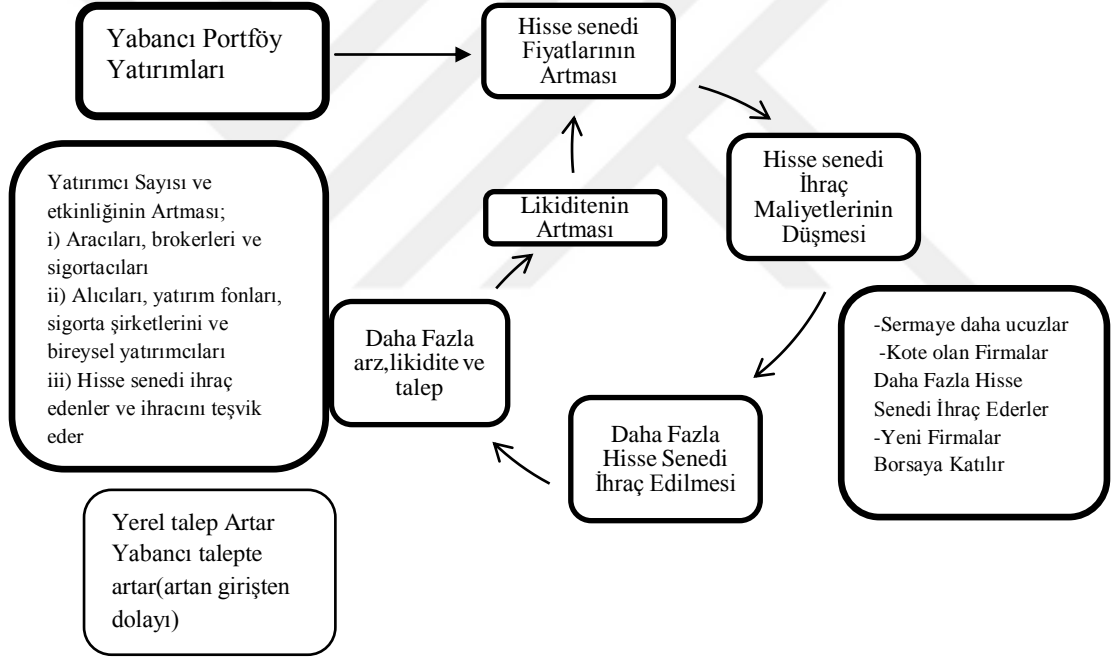 Yabancı Portföy
Yatırımları
Hisse senedi
Fiyatlarının
Artması
Hisse senedi
İhraç
Maliyetlerinin
Düşmesi
Yatırımcı Sayısı ve
etkinliğinin Artması;
i) Aracıları, brokerleri ve
sigortacıları
ii) Alıcıları, yatırım fonları,
sigorta şirketlerini ve
bireysel yatırımcıları
iii) Hisse senedi ihraç
edenler ve ihracını teşvik
eder
Likiditenin
Artması
Daha Fazla
arz,likidite ve
talep
Daha Fazla
Hisse Senedi
İhraç Edilmesi
-Sermaye daha ucuzlar
-Kote olan Firmalar
Daha Fazla Hisse
Senedi İhraç Ederler
-Yeni Firmalar
Borsaya Katılır
Yerel talep Artar
Yabancı talepte
artar(artan girişten
dolayı)